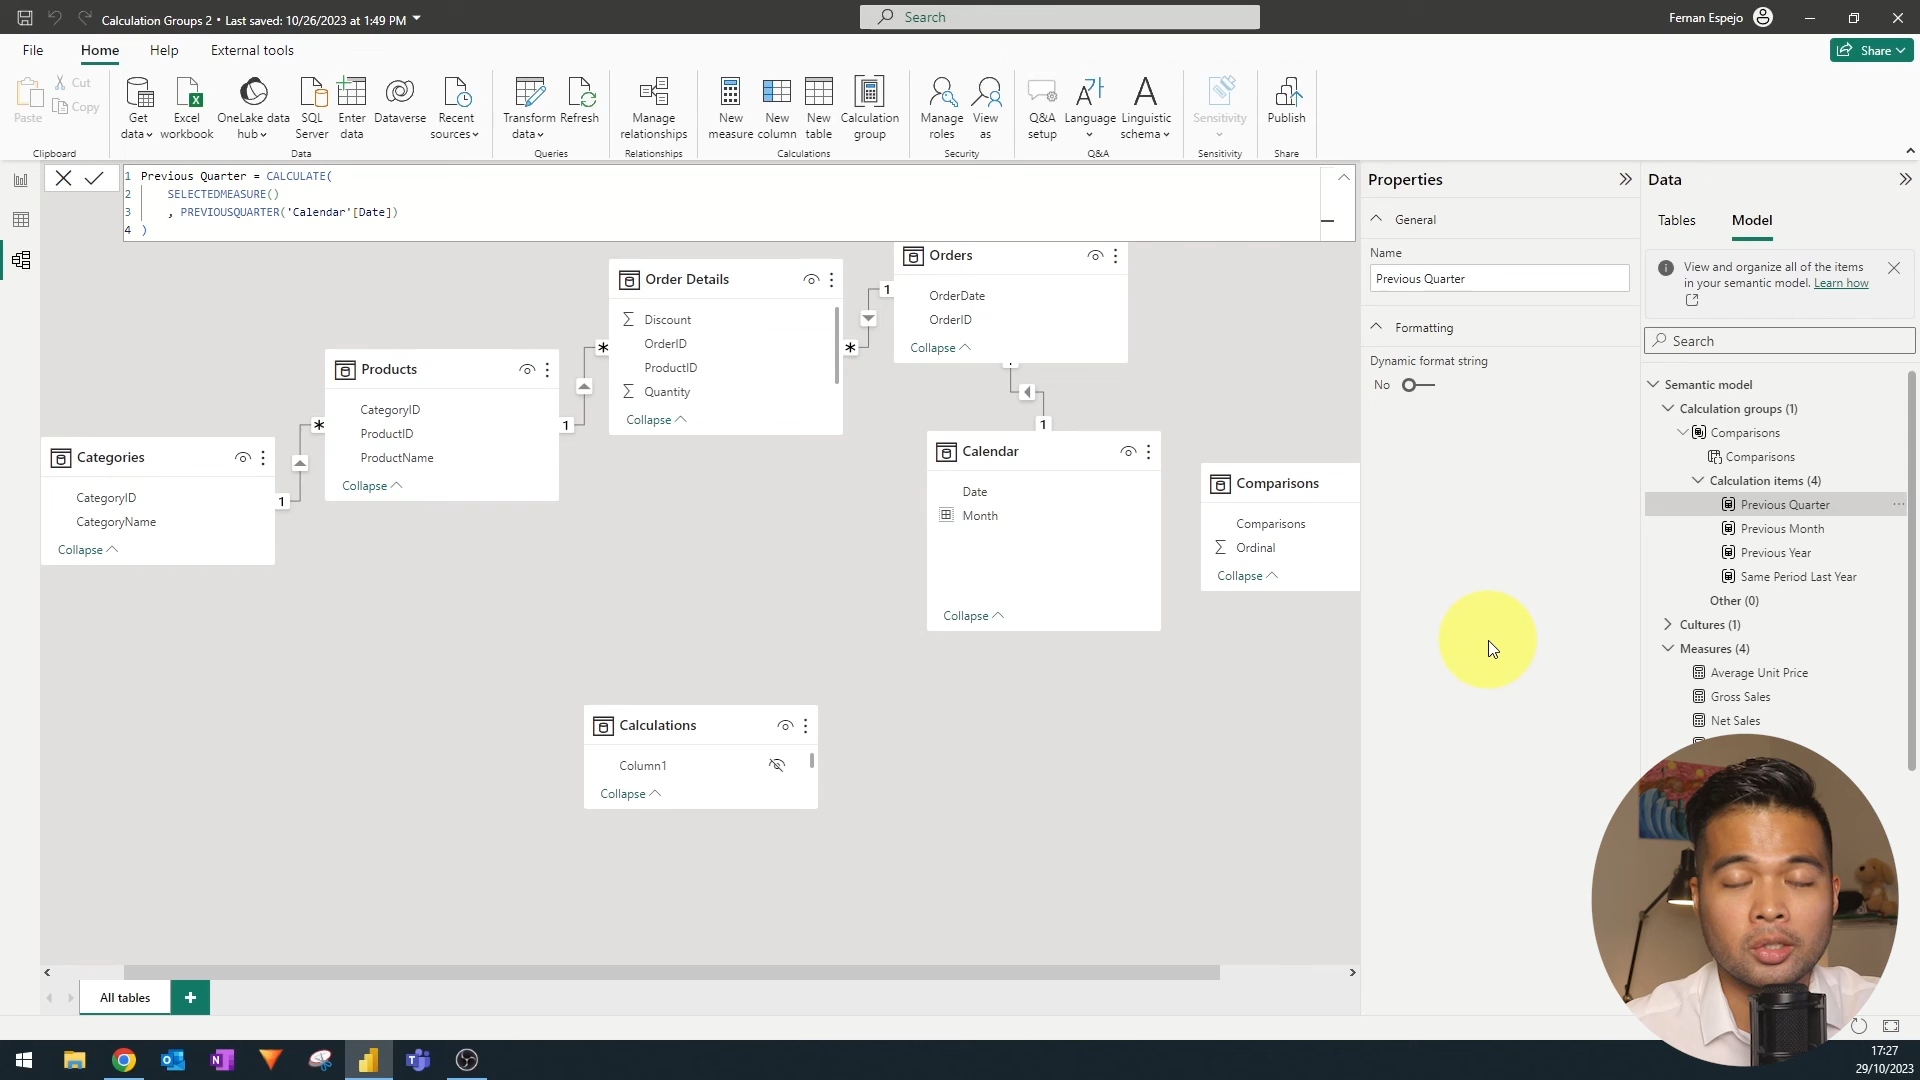 Calculation Groups 2 • Last saved: 10/26/2023 at 1:49 PM
Search
Fernan Espejo
File
Home
Help
External tools
Share
Paste
Cut
Copy
Get data
Excel workbook
OneLake data hub
SQL Server
Enter data
Dataverse
Recent sources
Transform data
Refresh
Manage relationships
New measure
New column
New table
Calculation group
Manage roles
View as
Q&A setup
Language
Linguistic schema
Sensitivity
Publish
Clipboard
Data
Queries
Relationships
Calculations
Security
Q&A
Sensitivity
Share
1 Previous Quarter = CALCULATE(
2 SELECTEDMEASURE()
3 , PREVIOUSQUARTER('Calendar'[Date])
4 )
Categories
CategoryID
CategoryName
Collapse
1
*
Products
CategoryID
ProductID
ProductName
Collapse
1
*
Order Details
Discount
OrderID
ProductID
Quantity
Collapse
*
1
Orders
OrderDate
OrderID
Collapse
1
Calendar
Date
Month
Collapse
Comparisons
Comparisons
Ordinal
Collapse
Calculations
Column1
Collapse
All tables
Properties
General
Name
Previous Quarter
Formatting
Dynamic format string
No
Data
Tables
Model
View and organize all of the items
in your semantic model. Learn how
Search
Semantic model
Calculation groups (1)
Comparisons
Comparisons
Calculation items (4)
Previous Quarter
Previous Month
Previous Year
Same Period Last Year
Other (0)
Cultures (1)
Measures (4)
Average Unit Price
Gross Sales
Net Sales
17:27
29/10/2023